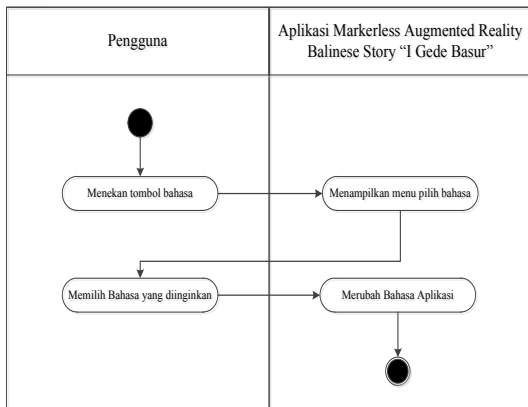 Pengguna
Aplikasi Markerless Augmented Reality
Balinese Story “I Gede Basur”
Menekan tombol bahasa
Menampilkan menu pilih bahasa
Memilih Bahasa yang diinginkan
Merubah Bahasa Aplikasi